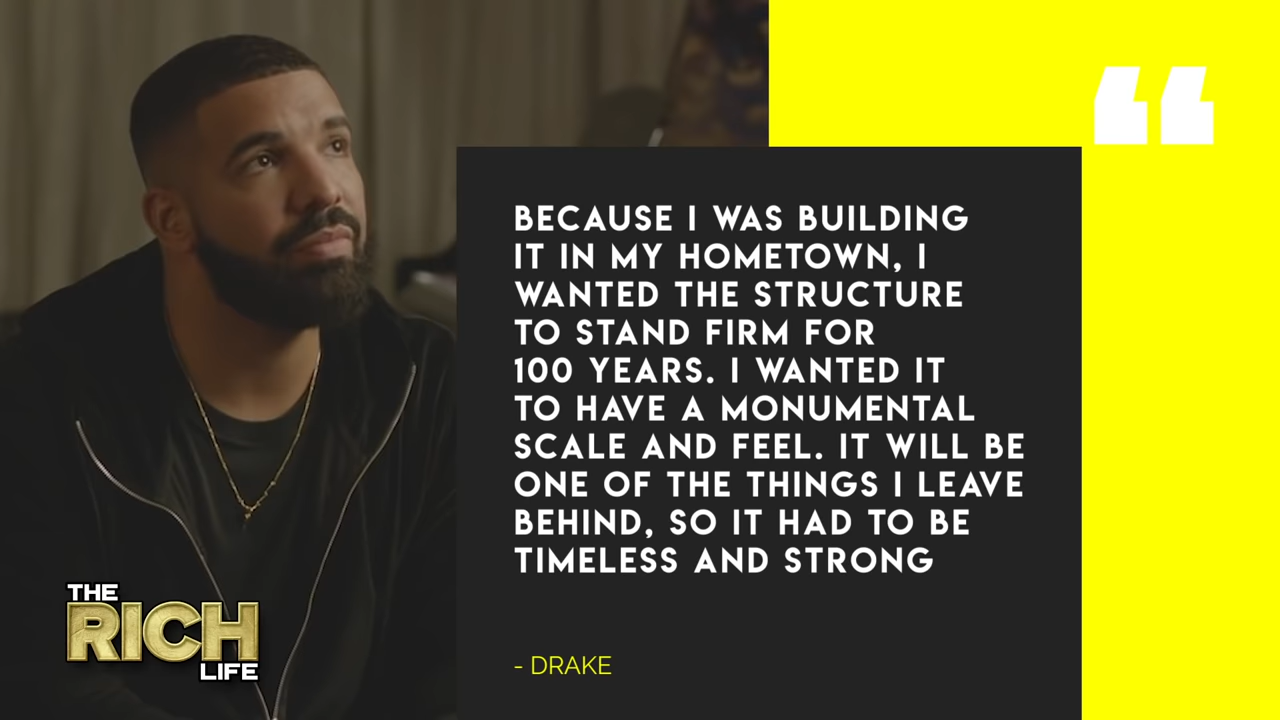 BECAUSE I WAS BUILDING
IT IN MY HOMETOWN, I
WANTED THE STRUCTURE
TO STAND FIRM FOR
100 YEARS. I WANTED IT
TO HAVE A MONUMENTAL
SCALE AND FEEL. IT WILL BE
ONE OF THE THINGS I LEAVE
BEHIND, SO IT HAD TO BE
TIMELESS AND STRONG
- DRAKE
THE
RICH
LIFE